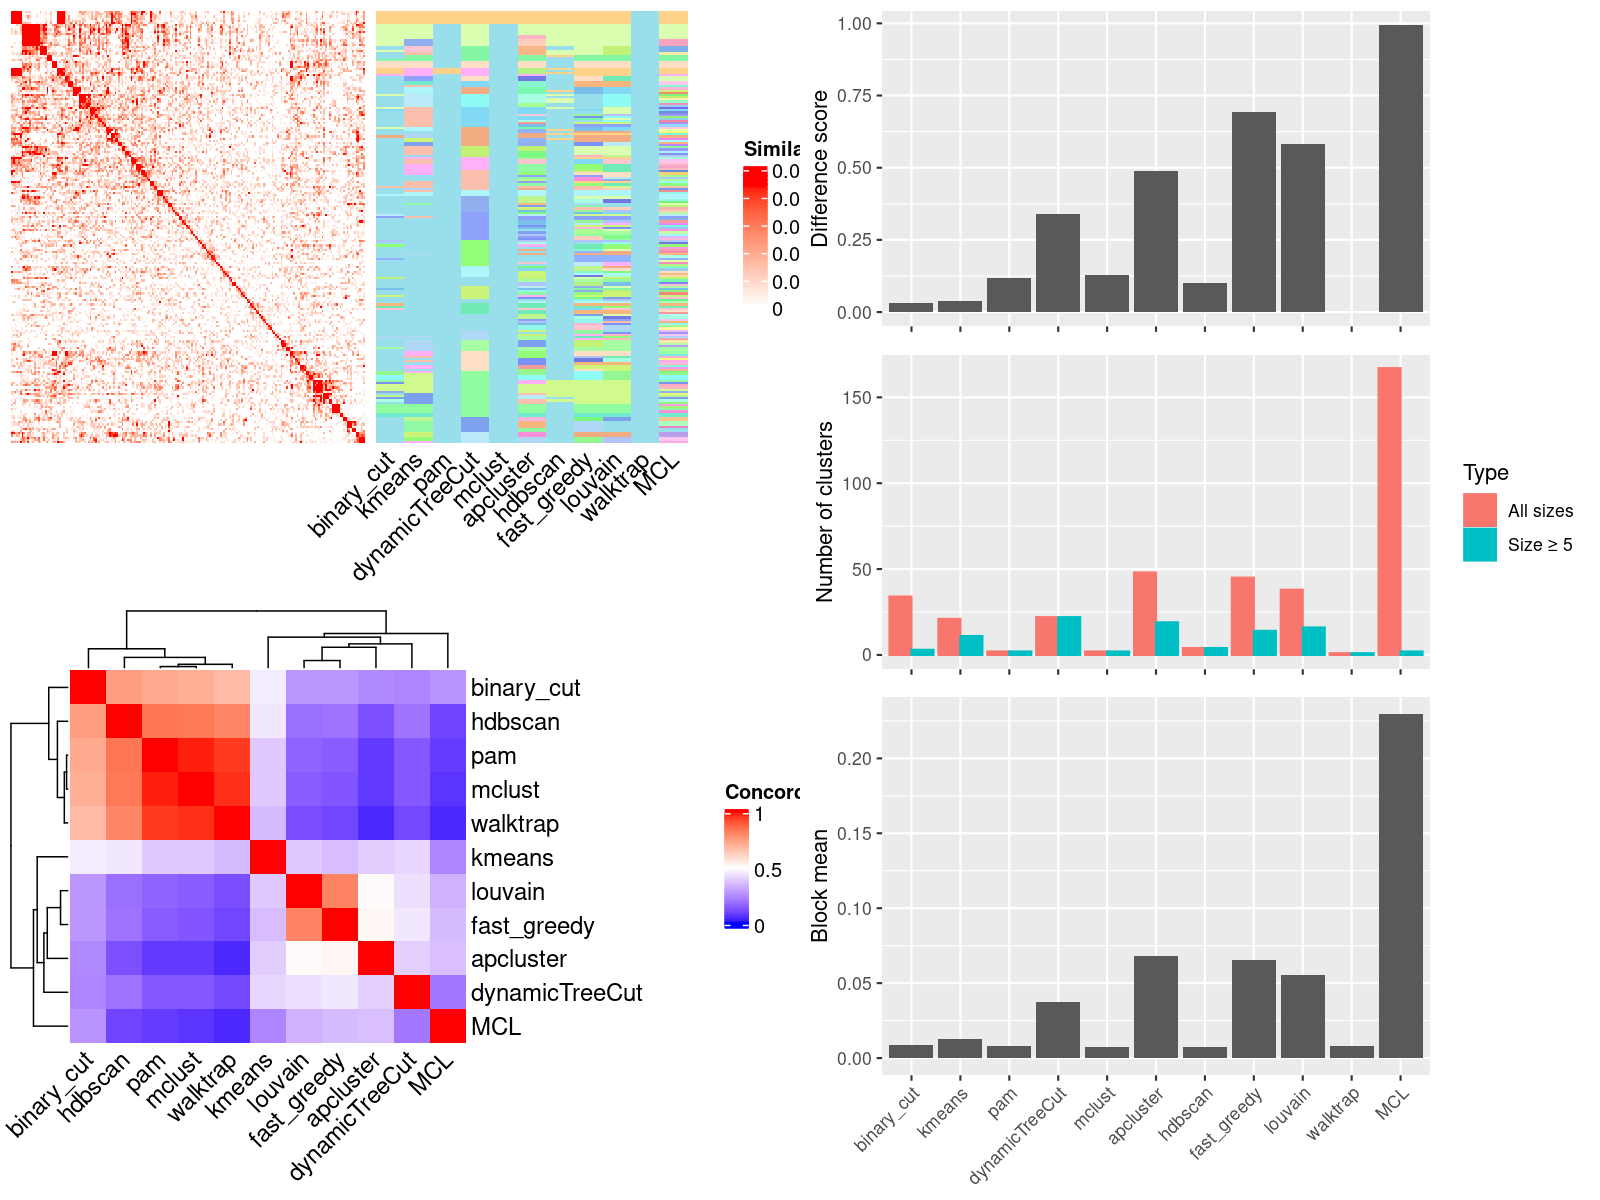 Simila
0.0
0.0
0.0
0.0
0
binary_cut
kmeans
pam
dynamicTreeCut
mclust
apcluster
hdbscan
fast_greedy
louvain
walktrap
MCL
binary_cut
hdbscan
pam
mclust
walktrap
kmeans
louvain
fast_greedy
apcluster
dynamicTreeCut
MCL
binary_cut
hdbscan
pam
mclust
walktrap
kmeans
louvain
fast_greedy
apcluster
dynamicTreeCut
MCL
Concord
1
0.5
0
Difference score
1.00
0.75
0.50
0.25
0.00
Number of clusters
150
100
50
0
Type
All sizes
Size ≥ 5
Block mean
0.20
0.15
0.10
0.05
0.00
binary_cut
kmeans
pam
dynamicTreeCut
mclust
apcluster
hdbscan
fast_greedy
louvain
walktrap
MCL